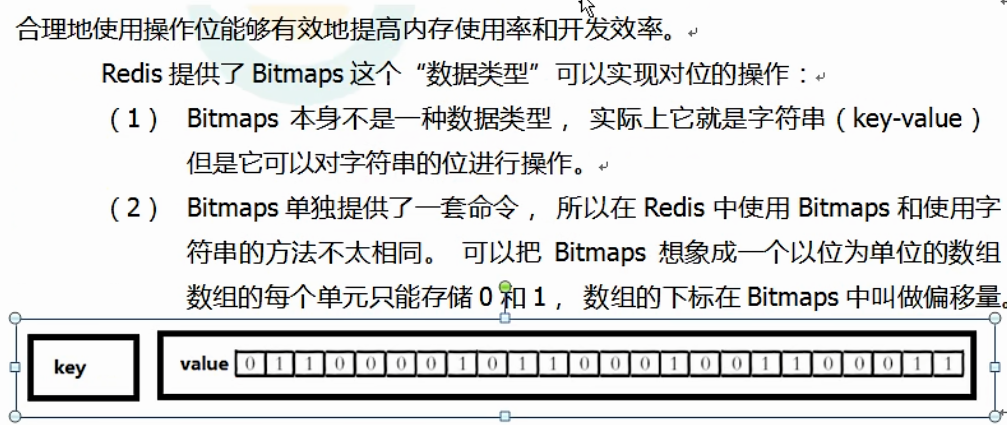 合理地使用操作位能够有效地提高内存使用率和开发效率。
Redis 提供了 Bitmaps 这个“数据类型”可以实现对位的操作：
（1） Bitmaps 本身不是一种数据类型， 实际上它就是字符串（key-value）
但是它可以对字符串的位进行操作。
（2） Bitmaps 单独提供了一套命令， 所以在 Redis 中使用 Bitmaps 和使用字
符串的方法不太相同。 可以把 Bitmaps 想象成一个以位为单位的数组
数组的每个单元只能存储 0 和 1， 数组的下标在 Bitmaps 中叫做偏移量。
key value 0 1 1 0 0 0 0 1 0 1 1 0 0 0 1 0 0 1 1 0 0 0 1 1